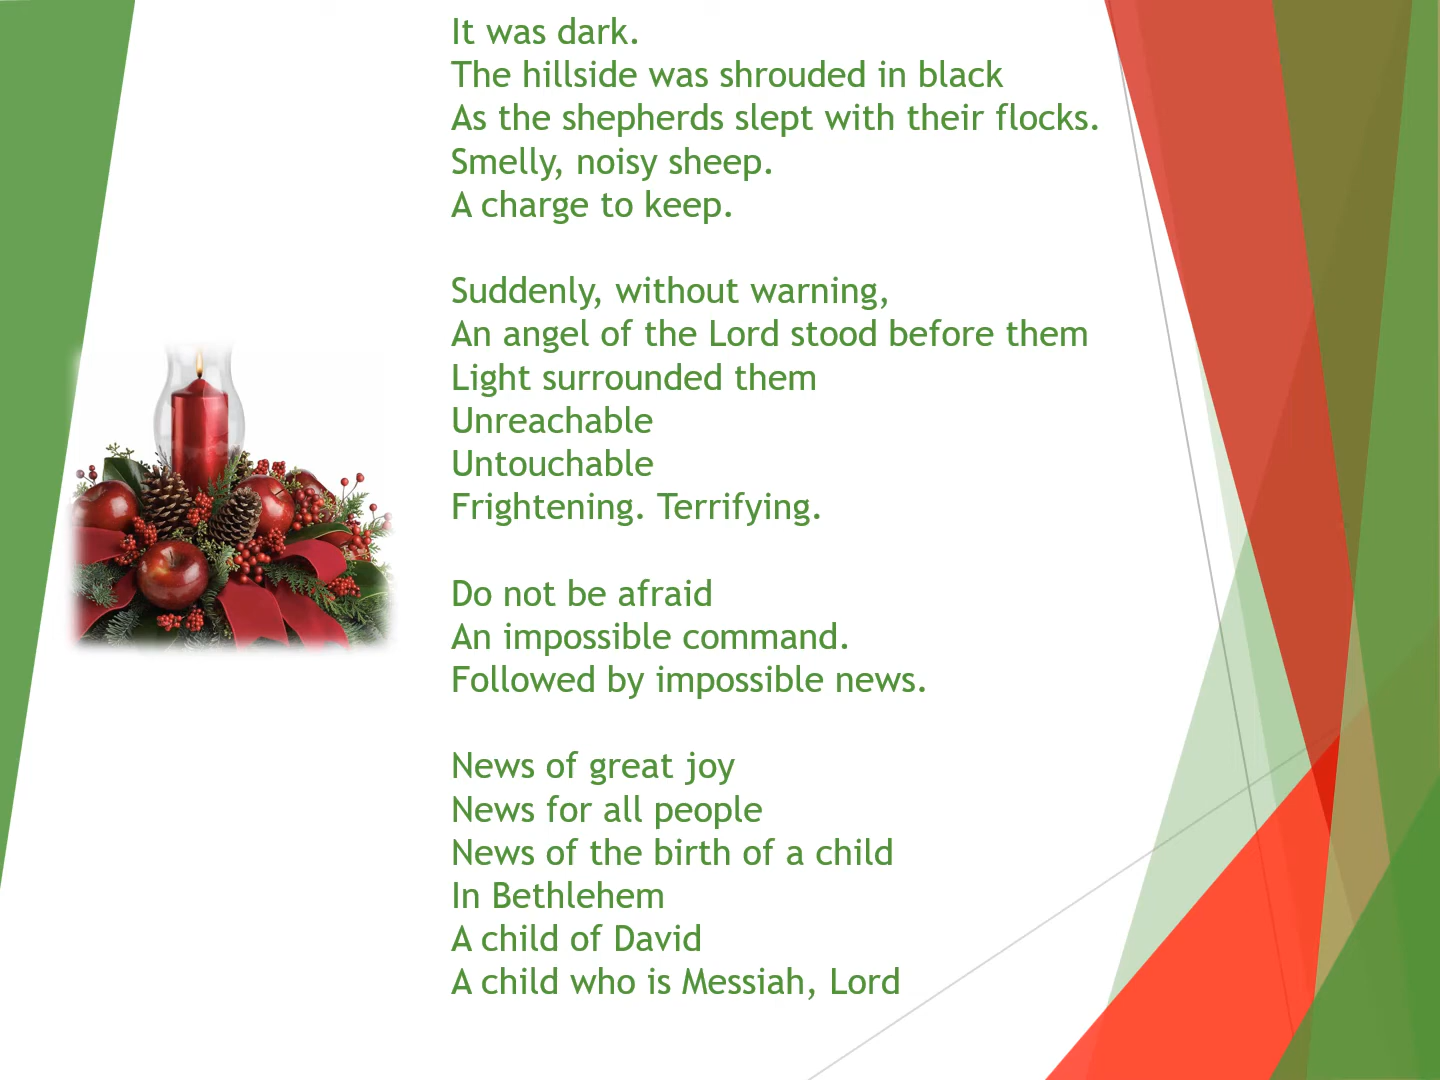 It was dark.
The hillside was shrouded in black
As the shepherds slept with their flocks.
Smelly, noisy sheep.
A charge to keep.
Suddenly, without warning,
An angel of the Lord stood before them
Light surrounded them
Unreachable
Untouchable
Frightening. Terrifying.
Do not be afraid
An impossible command.
Followed by impossible news.
News of great joy
News for all people
News of the birth of a child
In Bethlehem
A child of David
A child who is Messiah, Lord